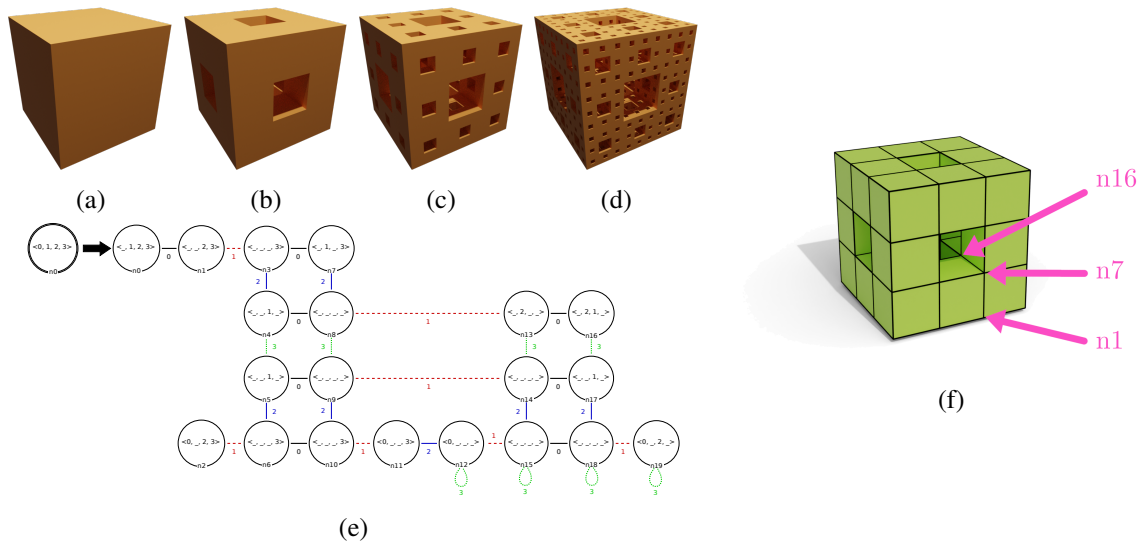 (a)
(b)
(c)
(d)
<0, 1, 2, 3>
n0
<_, 1, 2, 3>
n0
0
<_, _, 2, 3>
n1
1
<_, _, _, 3>
n3
0
<_, 1, _, 3>
n7
2
2
<_, _, 1, _>
n4
0
<_, _, _, _>
n8
1
<_, 2, _, _>
n13
0
<_, 2, 1, _>
n16
3
3
3
3
<_, _, 1, _>
n5
0
<_, _, _, _>
n9
1
<_, _, _, _>
n14
0
<_, _, 1, _>
n17
2
2
2
2
<0, _, 2, 3>
n2
1
<_, _, _, 3>
n6
0
<_, _, _, 3>
n10
1
<0, _, _, 3>
n11
2
<0, _, _, _>
n12
1
<_, _, _, _>
n15
0
<_, _, _, _>
n18
1
<0, _, 2, _>
n19
3
3
3
3
(e)
n16
n7
n1
(f)